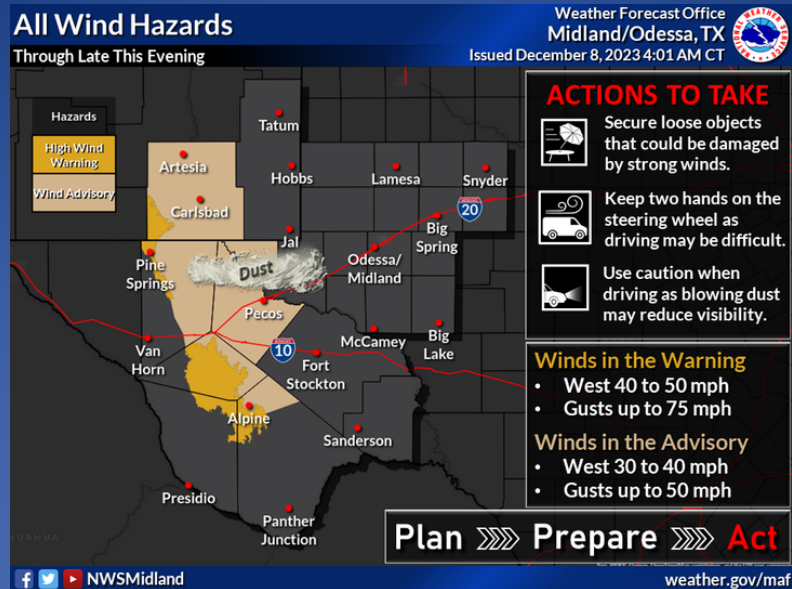 All Wind Hazards
Through Late This Evening
Weather Forecast Office
Midland/Odessa, TX
Issued December 8, 2023 4:01 AM CT
Hazards
High Wind
Warning
Wind Advisory
Tatum
Artesia
Hobbs
Lamesa
Snyder
Carlsbad
20
Big
Spring
Jal
Odessa/
Midland
Pine
Springs
Dust
Pecos
McCamey
Big
Lake
Van
Horn
10
Fort
Stockton
Alpine
Sanderson
Presidio
Panther
Junction
ACTIONS TO TAKE
Secure loose objects
that could be damaged
by strong winds.
Keep two hands on the
steering wheel as
driving may be difficult.
Use caution when
driving as blowing dust
may reduce visibility.
Winds in the Warning
• West 40 to 50 mph
• Gusts up to 75 mph
Winds in the Advisory
• West 30 to 40 mph
• Gusts up to 50 mph
Plan Prepare Act
NWSMidland
weather.gov/maf